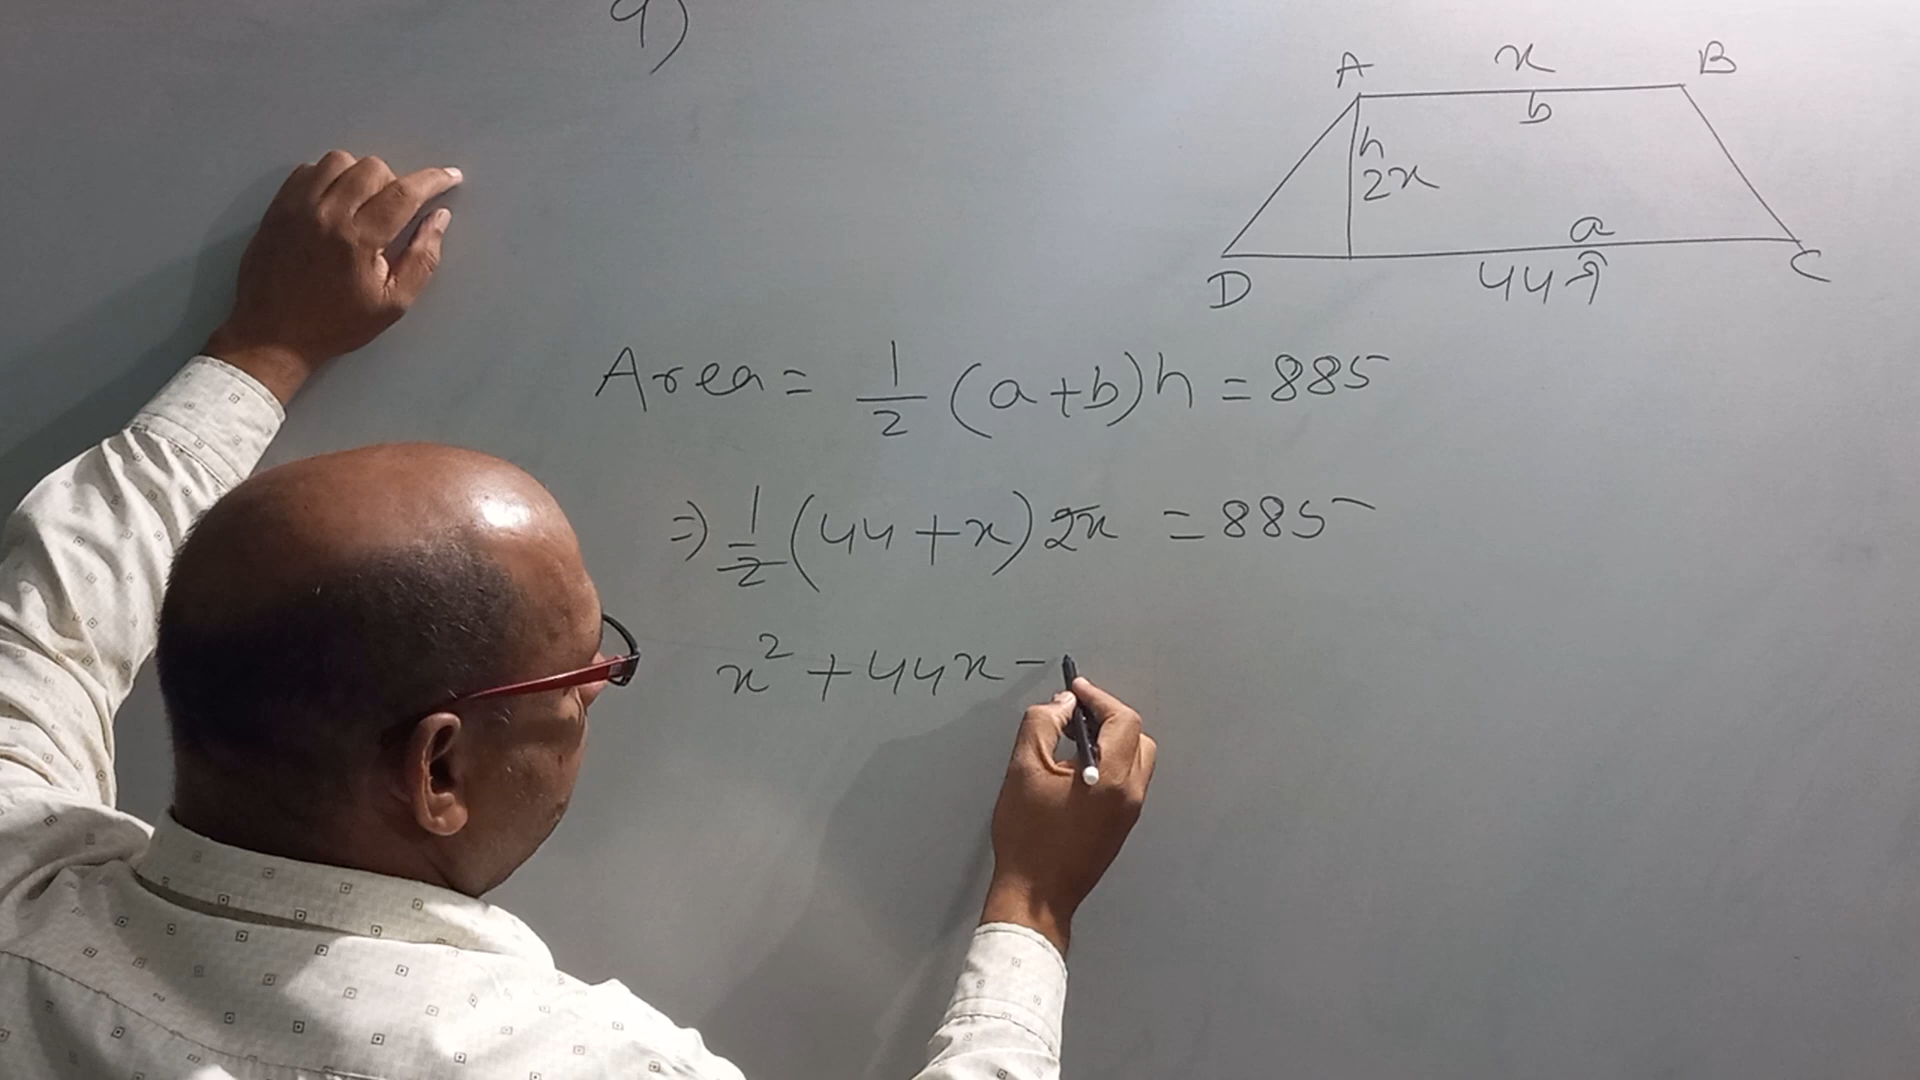 9)
A x B
b
h
2x
a
D 44 C
Area = 1/2 (a+b)h = 885
⇒ 1/2 (44 + x) 2x = 885
x² + 44x -